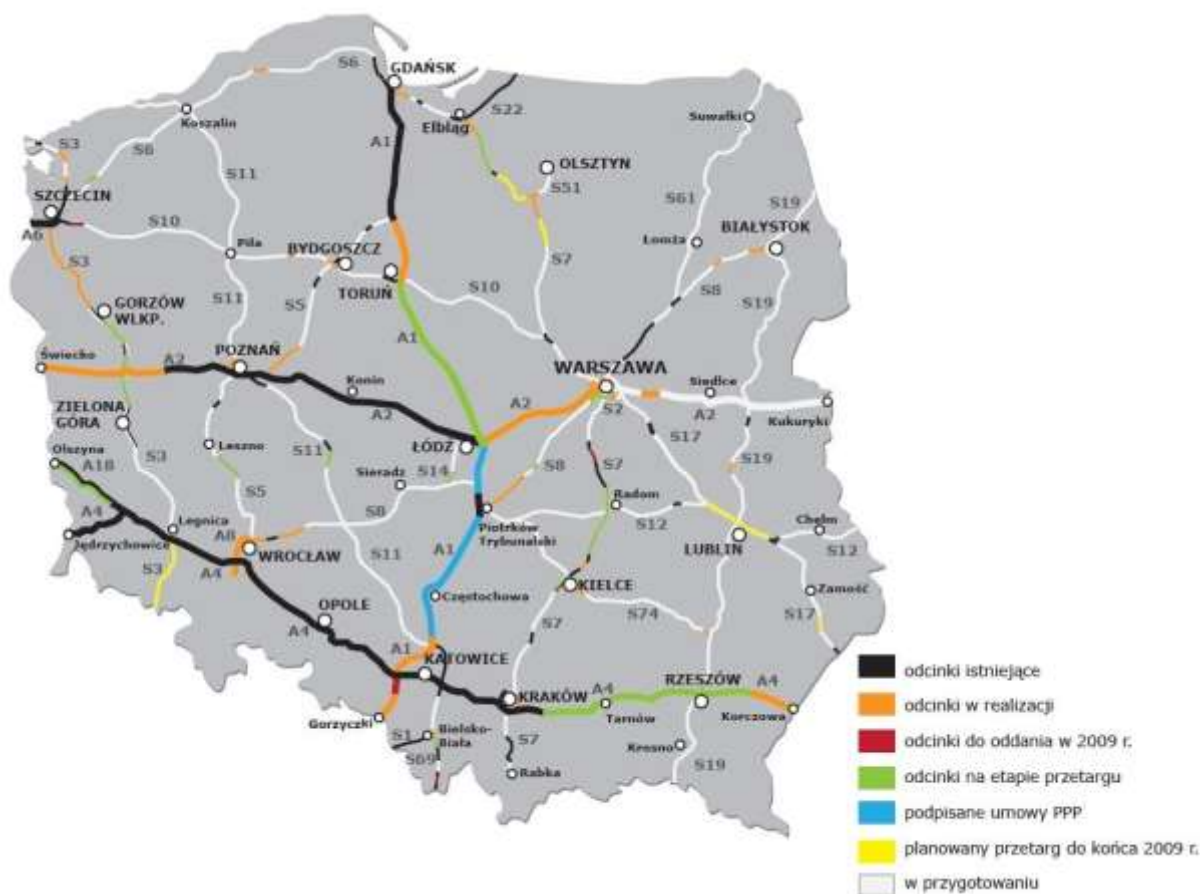 S6
GDAŃSK
S22
Koszalin
Elbląg
Suwałki
S3
S6
A1
S11
OLSZTYN
S51
S61
S19
SZCZECIN
S10
A6
Piła
BYDGOSZCZ
Łomża
BIAŁYSTOK
S3
S7
S8
TORUŃ
S10
S19
GORZÓW
WLKP.
S11
S5
A1
Świecko
A2
POZNAŃ
WARSZAWA
Konin
A2
A2
S2
Siedlce
A2
Kukuryki
ZIELONA
GÓRA
Leszno
S11
ŁÓDŹ
S17
Olszyna
A18
S3
Sieradz
S14
S8
S7
S19
S5
Radom
A4
S8
Piotrków
Trybunalski
S12
Chełm
Legnica
A8
Jędrzychowice
WROCŁAW
A1
LUBLIN
S12
S3
A4
S11
KIELCE
Zamość
OPOLE
Częstochowa
S74
S17
A4
S7
A1
KATOWICE
KRAKÓW
A4
RZESZÓW
A4
Gorzyczki
Tarnów
Korczowa
S1
Bielsko-
Biała
S7
Krosno
S69
Rabka
S19
odcinki istniejące
odcinki w realizacji
odcinki do oddania w 2009 r.
odcinki na etapie przetargu
podpisane umowy PPP
planowany przetarg do końca 2009 r.
w przygotowaniu